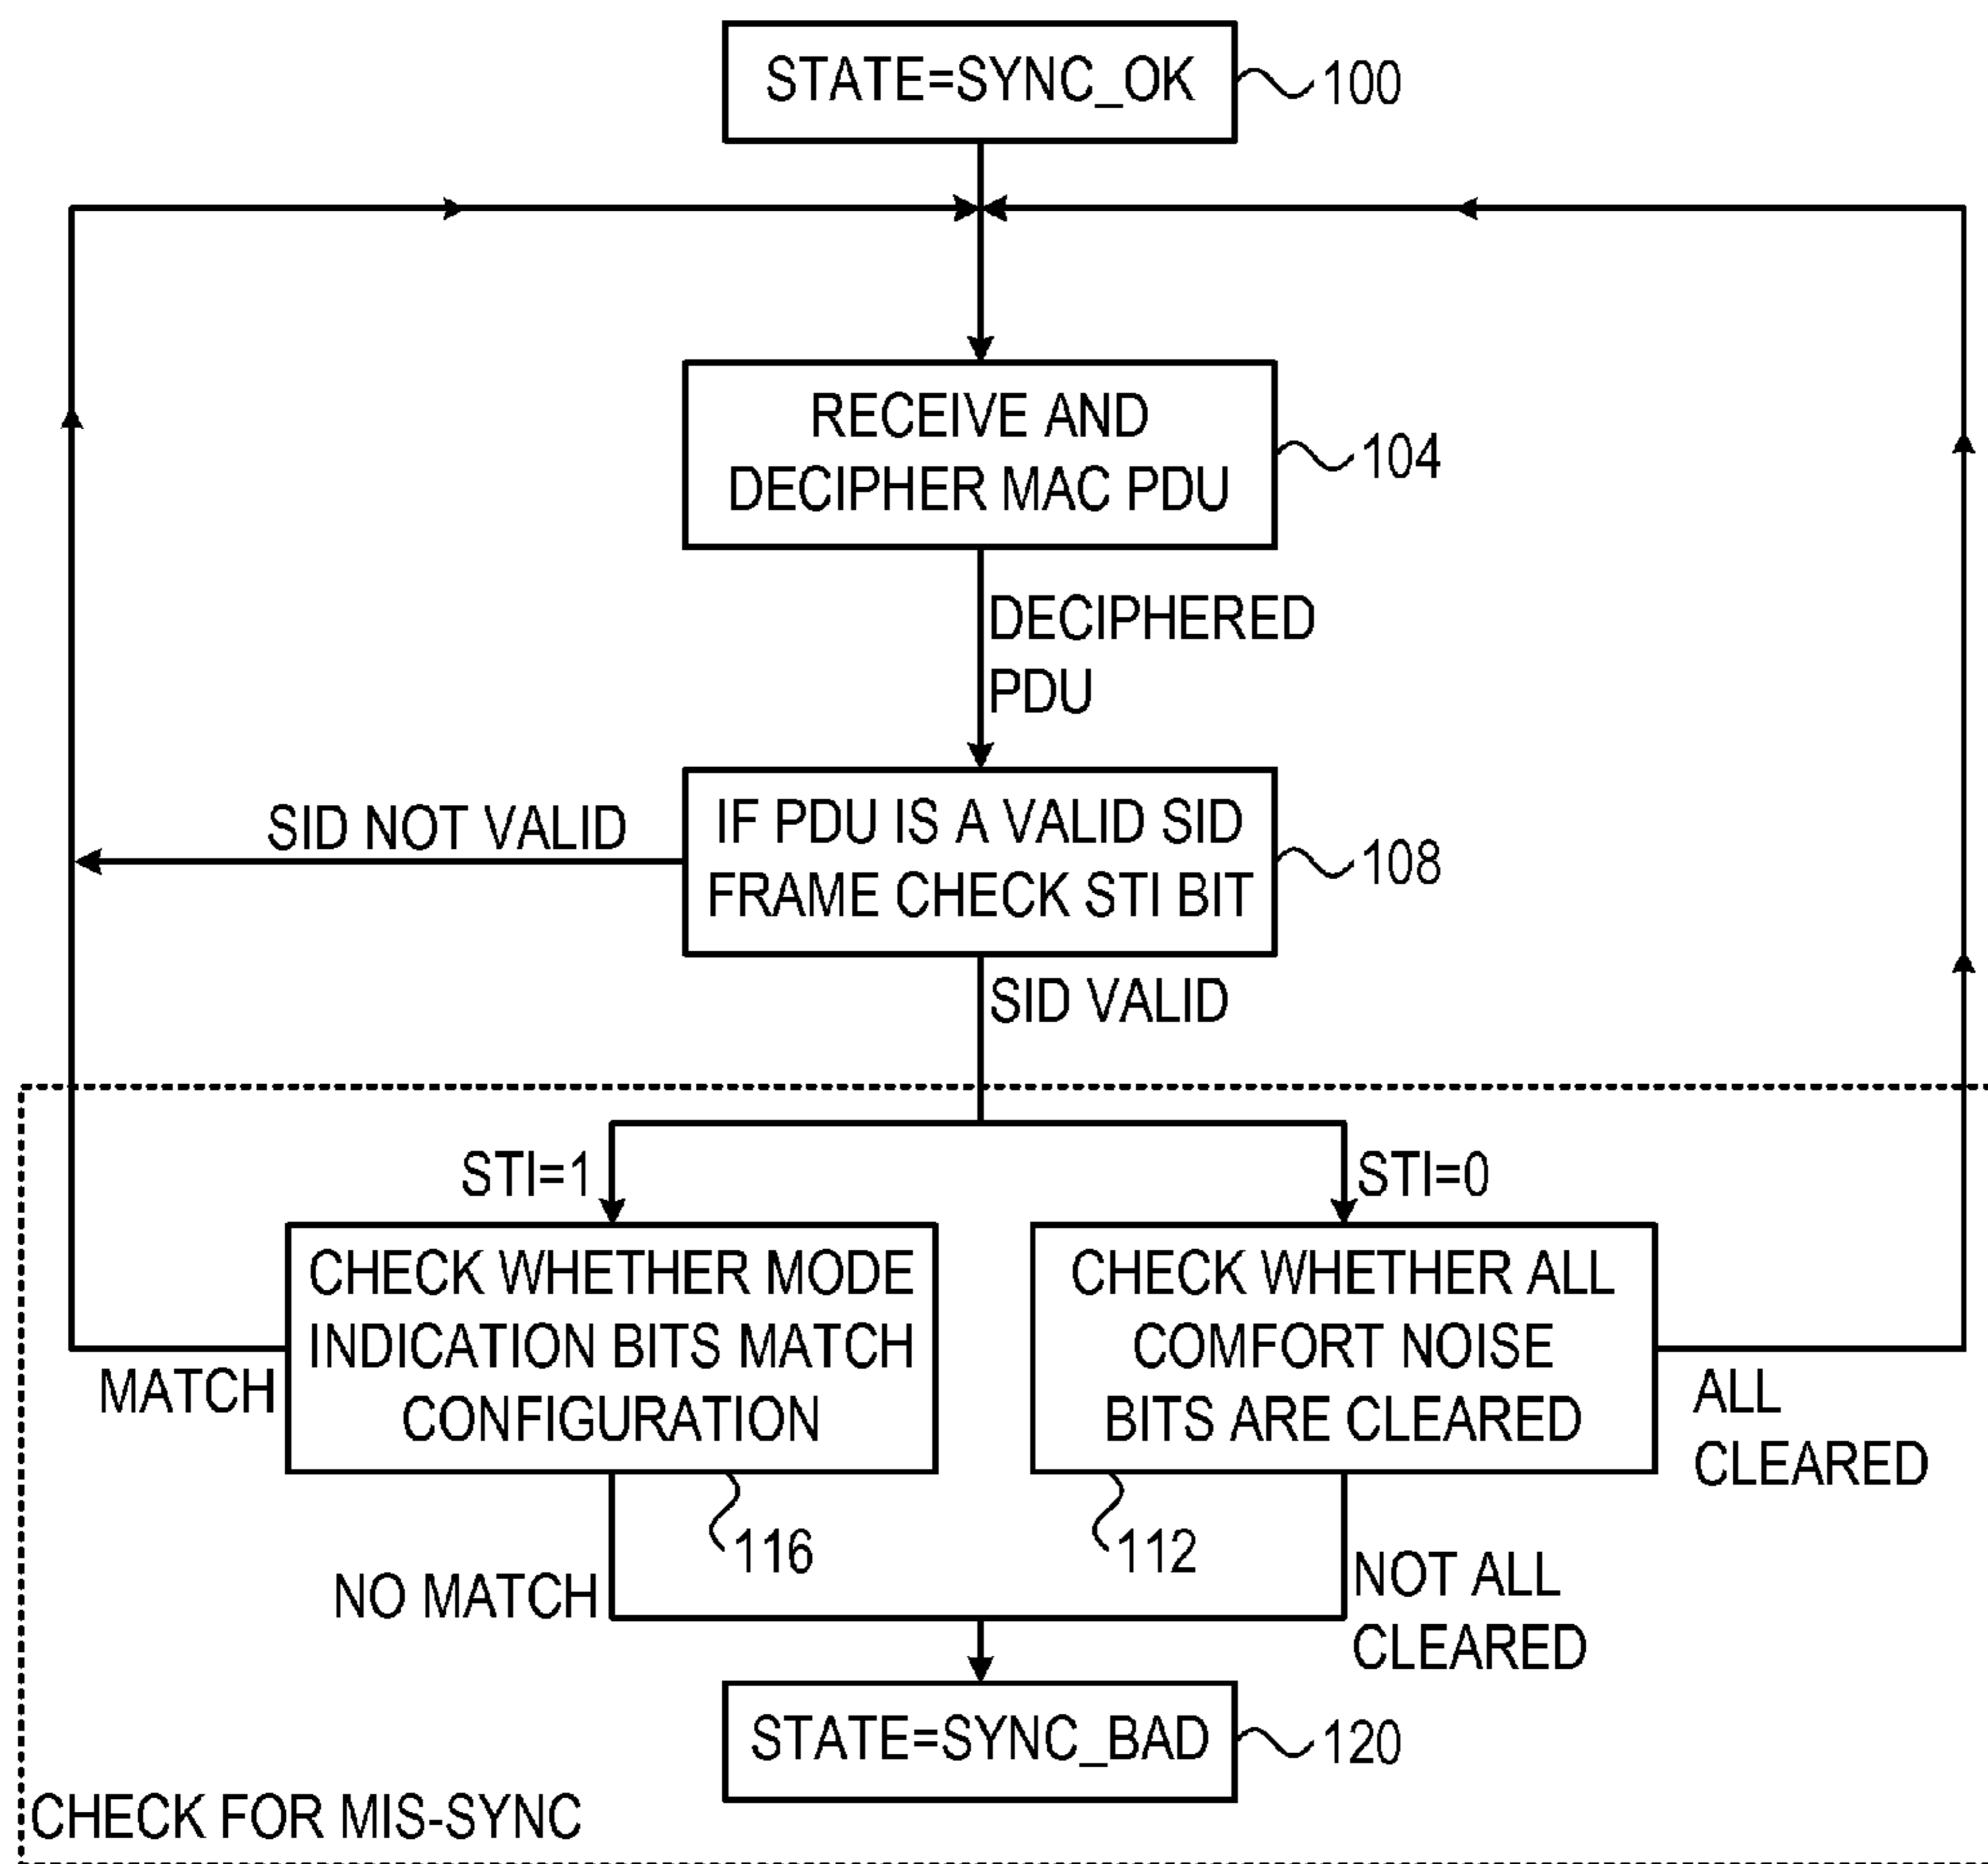 STATE=SYNC_OK
100
RECEIVE AND
DECIPHER MAC PDU
104
DECIPHERED
PDU
SID NOT VALID
IF PDU IS A VALID SID
FRAME CHECK STI BIT
108
SID VALID
STI=1
STI=0
CHECK WHETHER MODE
INDICATION BITS MATCH
CONFIGURATION
CHECK WHETHER ALL
COMFORT NOISE
BITS ARE CLEARED
MATCH
ALL
CLEARED
116
112
NO MATCH
NOT ALL
CLEARED
STATE=SYNC_BAD
120
CHECK FOR MIS-SYNC